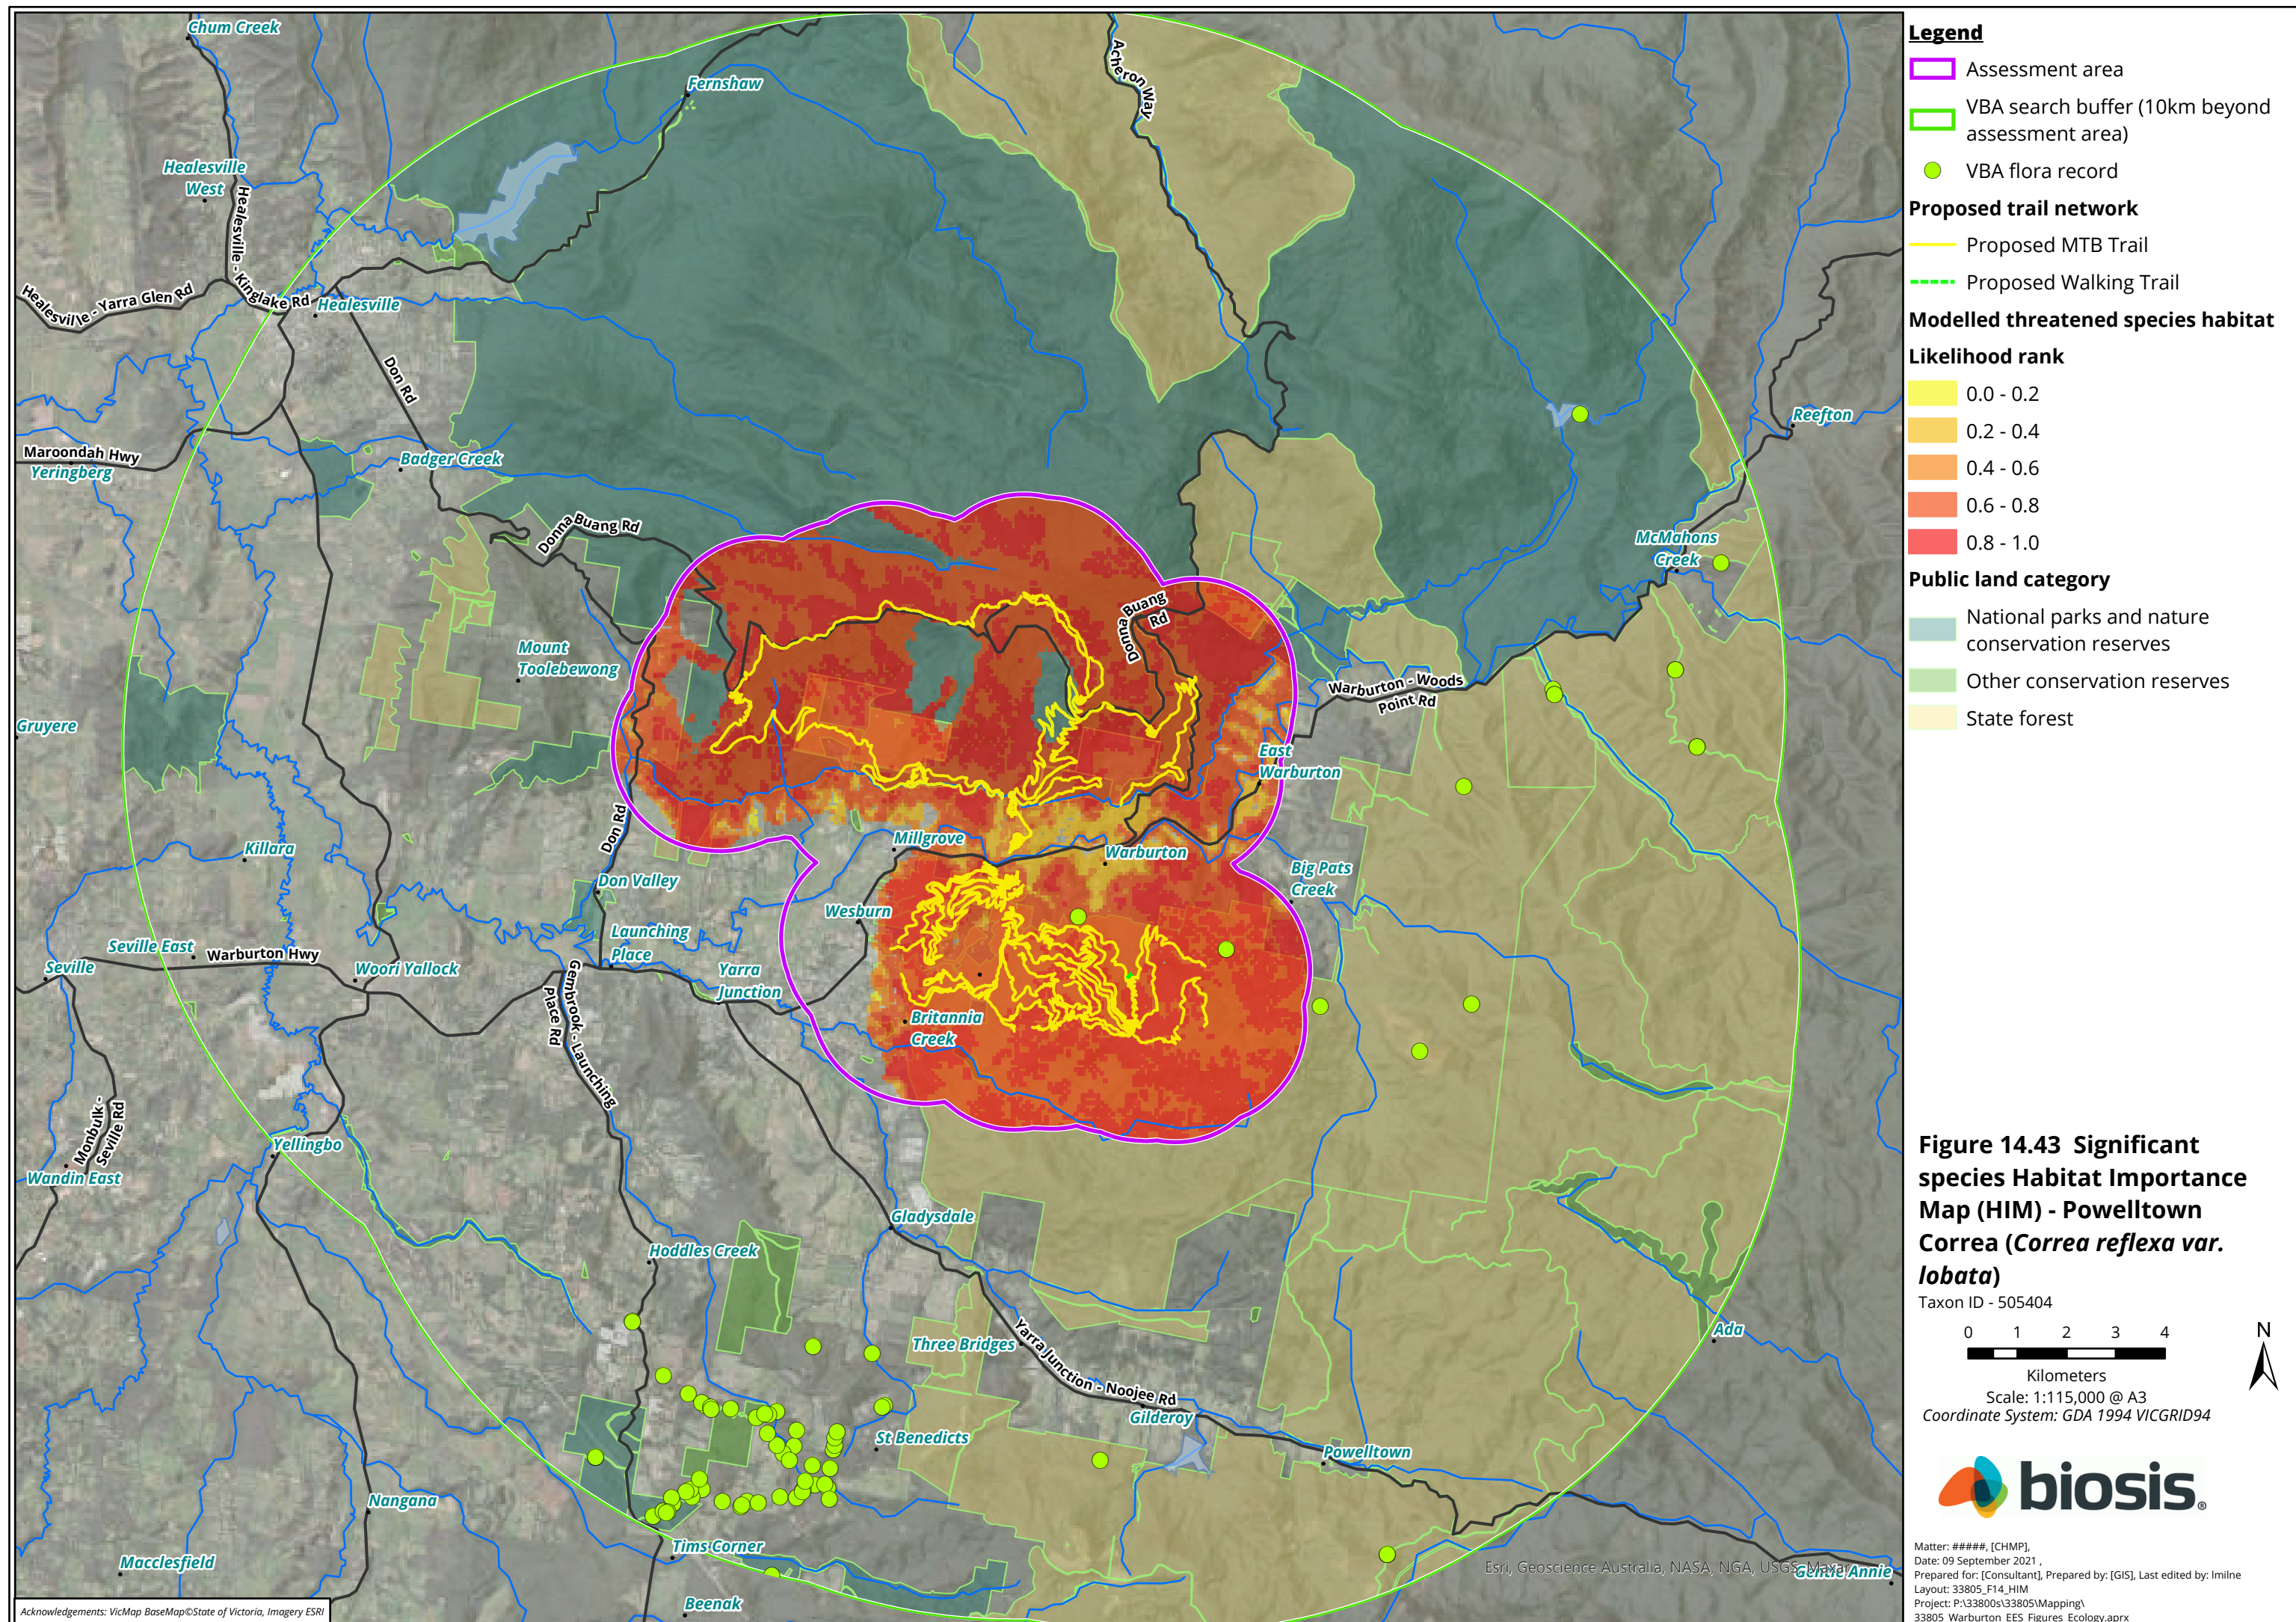 Chum Creek
Fernshaw
Acheron Way
Healesville
West
Healesville - Kinglake Rd
Healesville - Yarra Glen Rd
Healesville
Don Rd
Maroondah Hwy
Yeringberg
Badger Creek
Donna Buang Rd
Reefton
McMahons
Creek
Mount
Toolebewong
Donna Buang
Rd
Warburton - Woods
Point Rd
Gruyere
East
Warburton
Don Rd
Killara
Millgrove
Warburton
Big Pats
Creek
Don Valley
Wesburn
Launching
Place
Seville East
Warburton Hwy
Seville
Woori Yallock
Yarra
Junction
Gembrook - Launching
Place Rd
Britannia
Creek
Monbulk -
Seville Rd
Yellingbo
Wandin East
Gladysdale
Hoddles Creek
Three Bridges
Yarra Junction - Noojee Rd
Ada
Gilderoy
St Benedicts
Powelltown
Nangana
Tims Corner
Macclesfield
Beenak
Gentle Annie
Esri, Geoscience Australia, NASA, NGA, USGS, Maxar
Acknowledgements: VicMap BaseMap©State of Victoria, Imagery ESRI
Legend
Assessment area
VBA search buffer (10km beyond
assessment area)
VBA flora record
Proposed trail network
Proposed MTB Trail
Proposed Walking Trail
Modelled threatened species habitat
Likelihood rank
0.0 - 0.2
0.2 - 0.4
0.4 - 0.6
0.6 - 0.8
0.8 - 1.0
Public land category
National parks and nature
conservation reserves
Other conservation reserves
State forest
Figure 14.43 Significant
species Habitat Importance
Map (HIM) - Powelltown
Correa (Correa reflexa var.
lobata)
Taxon ID - 505404
0 1 2 3 4
N
Kilometers
Scale: 1:115,000 @ A3
Coordinate System: GDA 1994 VICGRID94
biosis®
Matter: #####, [CHMP],
Date: 09 September 2021 ,
Prepared for: [Consultant], Prepared by: [GIS], Last edited by: lmilne
Layout: 33805_F14_HIM
Project: P:\33800s\33805\Mapping\
33805_Warburton_EES_Figures_Ecology.aprx